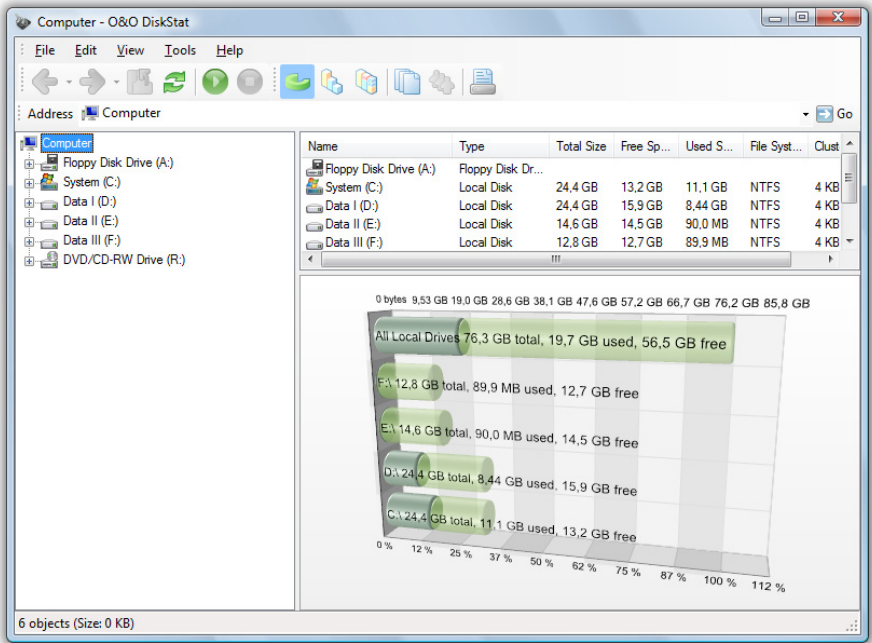 Computer - O&O DiskStat
File Edit View Tools Help
Address Computer Go
Computer
Floppy Disk Drive (A:)
System (C:)
Data I (D:)
Data II (E:)
Data III (F:)
DVD/CD-RW Drive (R:)
Name Type Total Size Free Sp... Used S... File Syst... Clust
Floppy Disk Drive (A:) Floppy Disk Dr...
System (C:) Local Disk 24,4 GB 13,2 GB 11,1 GB NTFS 4 KB
Data I (D:) Local Disk 24,4 GB 15,9 GB 8,44 GB NTFS 4 KB
Data II (E:) Local Disk 14,6 GB 14,5 GB 90,0 MB NTFS 4 KB
Data III (F:) Local Disk 12,8 GB 12,7 GB 89,9 MB NTFS 4 KB
0 bytes 9,53 GB 19,0 GB 28,6 GB 38,1 GB 47,6 GB 57,2 GB 66,7 GB 76,2 GB 85,8 GB
All Local Drives 76,3 GB total, 19,7 GB used, 56,5 GB free
F:\ 12,8 GB total, 89,9 MB used, 12,7 GB free
E:\ 14,6 GB total, 90,0 MB used, 14,5 GB free
D:\ 24,4 GB total, 8,44 GB used, 15,9 GB free
C:\ 24,4 GB total, 11,1 GB used, 13,2 GB free
0 % 12 % 25 % 37 % 50 % 62 % 75 % 87 % 100 % 112 %
6 objects (Size: 0 KB)